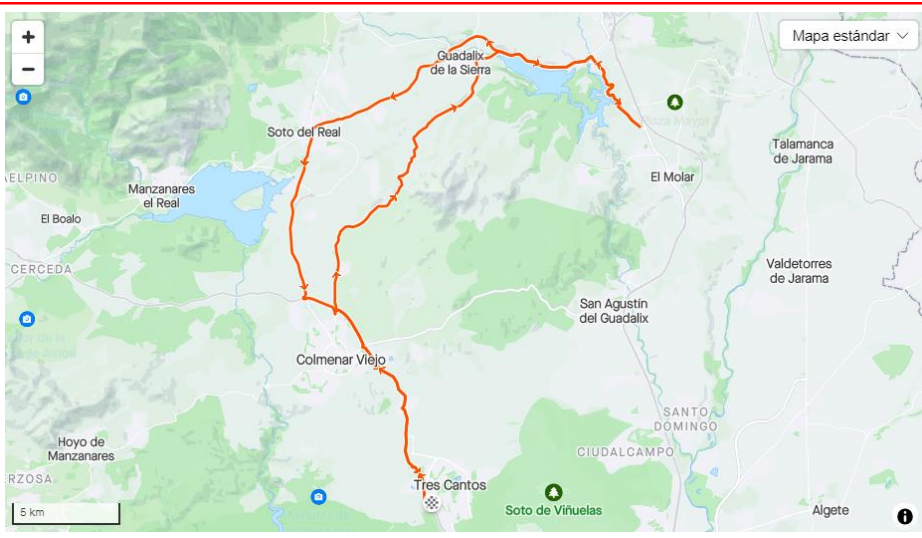 +
−
Mapa estándar
Guadalix
de la Sierra
Soto del Real
Talamanca
de Jarama
El Molar
AELPINO
Manzanares
el Real
El Boalo
CERCEDA
Valdetorres
de Jarama
San Agustín
del Guadalix
Colmenar Viejo
SANTO
DOMINGO
Hoyo de
Manzanares
CIUDALCAMPO
ERZOSA
Tres Cantos
Soto de Viñuelas
Algete
5 km